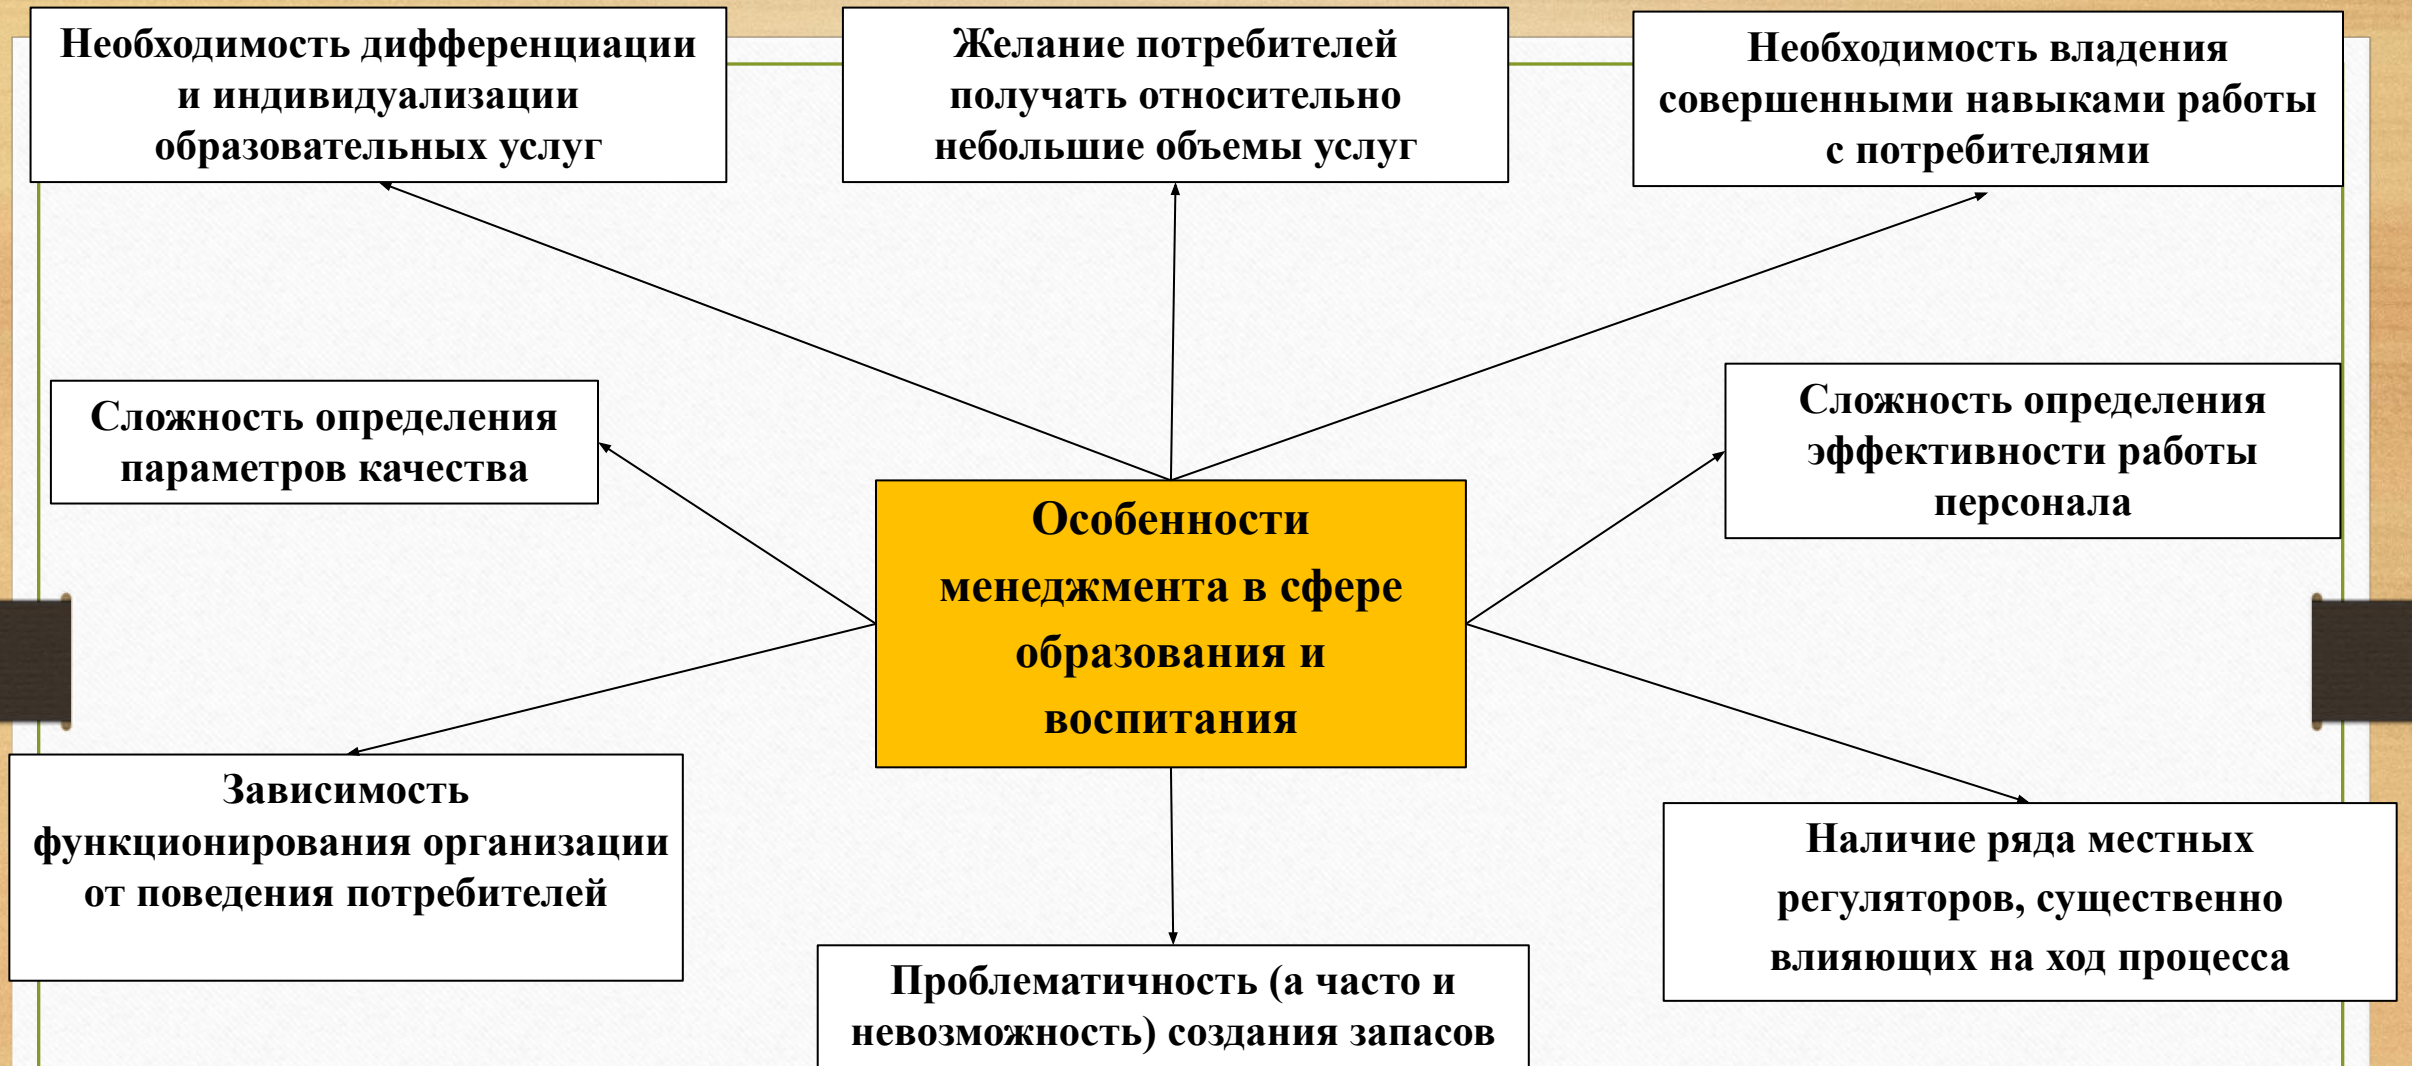 Необходимость дифференциации
и индивидуализации
образовательных услуг
Желание потребителей
получать относительно
небольшие объемы услуг
Необходимость владения
совершенными навыками работы
с потребителями
Сложность определения
параметров качества
Сложность определения
эффективности работы
персонала
Особенности
менеджмента в сфере
образования и
воспитания
Зависимость
функционирования организации
от поведения потребителей
Наличие ряда местных
регуляторов, существенно
влияющих на ход процесса
Проблематичность (а часто и
невозможность) создания запасов